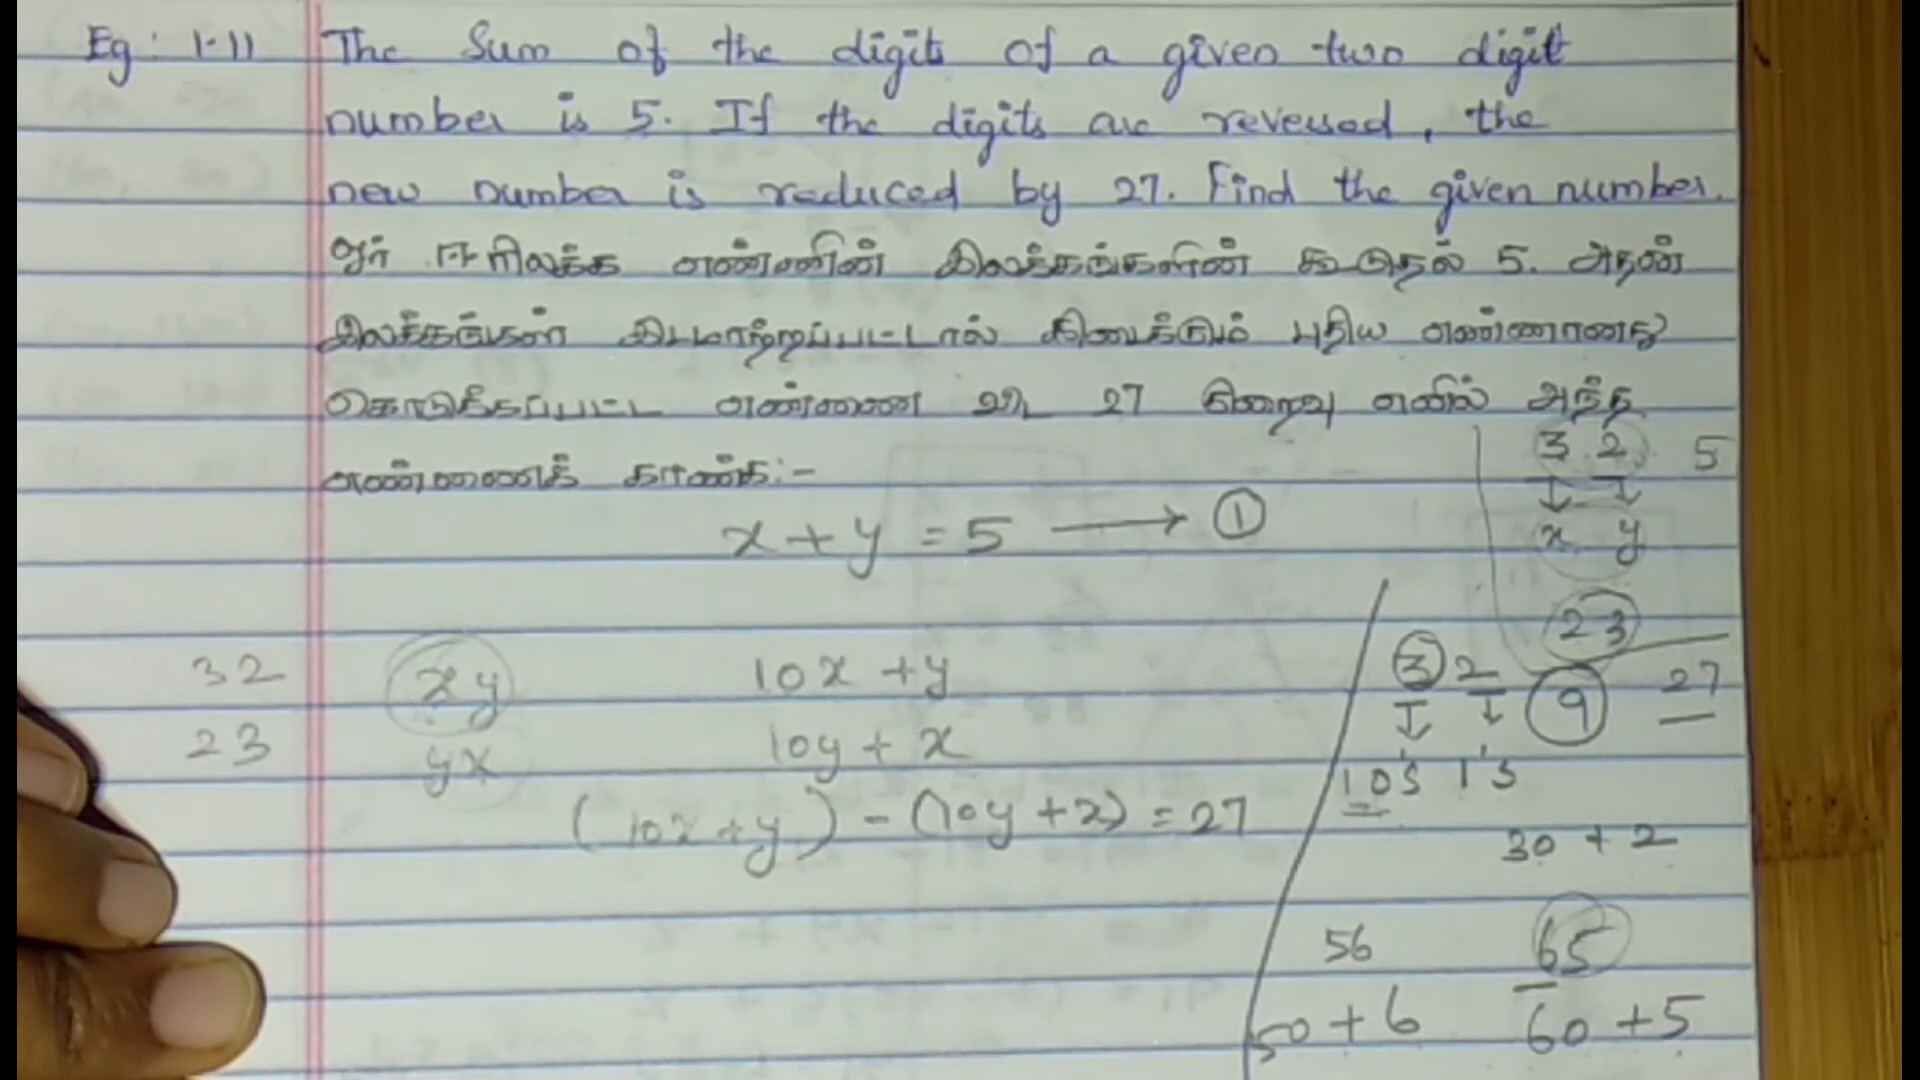 Eg: 1.11 The Sum of the digits of a given two digit
number is 5. If the digits are reversed, the
new number is reduced by 27. Find the given number.
ஓர் ஈரிலக்க எண்ணின் இலக்கங்களின் கூடுதல் 5. அதன்
இலக்கங்கள் இடமாற்றப்பட்டால் கிடைக்கும் புதிய எண்ணானது
கொடுக்கப்பட்ட எண்ணை விட 27 குறைவு எனில் அந்த
எண்ணைக் காண்க:-
3 2 5
x y
x + y = 5 → ①
23
32 xy 10x + y
32 9 27
23 yx 10y + x
10's 1's
(10x + y) - (10y + x) = 27
30 + 2
56 65
50 + 6 60 + 5